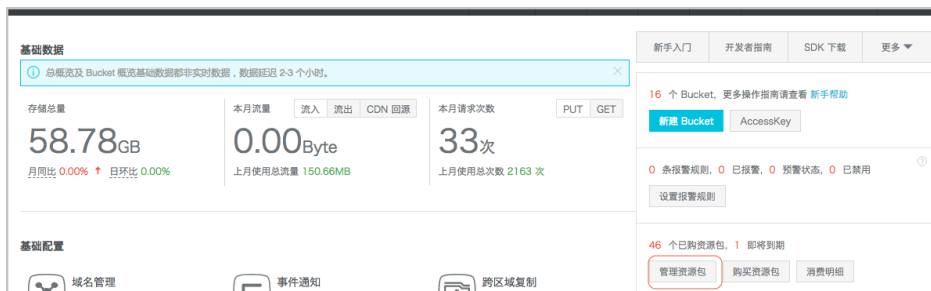 基础数据
总概览及 Bucket 概览基础数据都非实时数据，数据延迟 2-3 个小时。
存储总量
58.78GB
月同比 0.00% ↑ 日环比 0.00%
本月流量 流入 流出 CDN 回源
0.00Byte
上月使用总流量 150.66MB
本月请求次数 PUT GET
33次
上月使用总次数 2163 次
基础配置
域名管理
事件通知
跨区域复制
新手入门 开发者指南 SDK 下载 更多
16 个 Bucket，更多操作指南请查看 新手帮助
新建 Bucket AccessKey
0 条报警规则，0 已报警，0 预警状态，0 已禁用
设置报警规则
46 个已购资源包，1 即将到期
管理资源包 购买资源包 消费明细